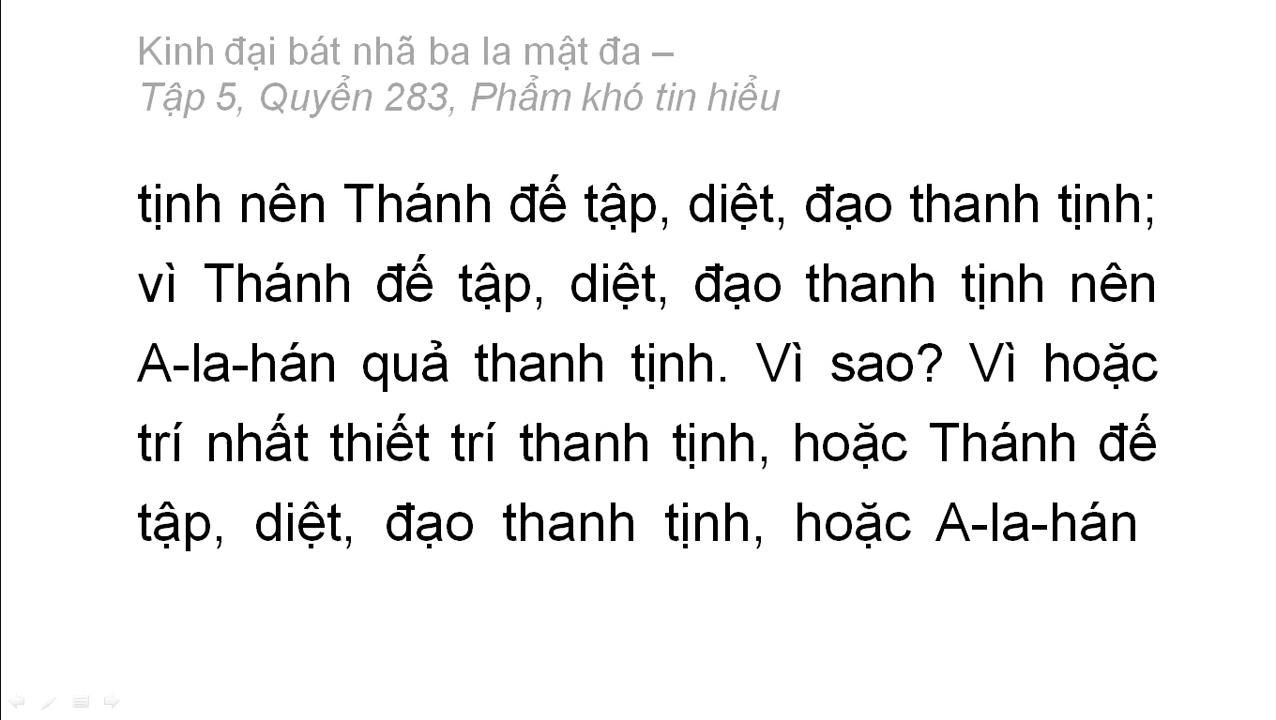 Kinh đại bát nhã ba la mật đa –
Tập 5, Quyển 283, Phẩm khó tin hiểu
tịnh nên Thánh đế tập, diệt, đạo thanh tịnh;
vì Thánh đế tập, diệt, đạo thanh tịnh nên
A-la-hán quả thanh tịnh. Vì sao? Vì hoặc
trí nhất thiết trí thanh tịnh, hoặc Thánh đế
tập, diệt, đạo thanh tịnh, hoặc A-la-hán